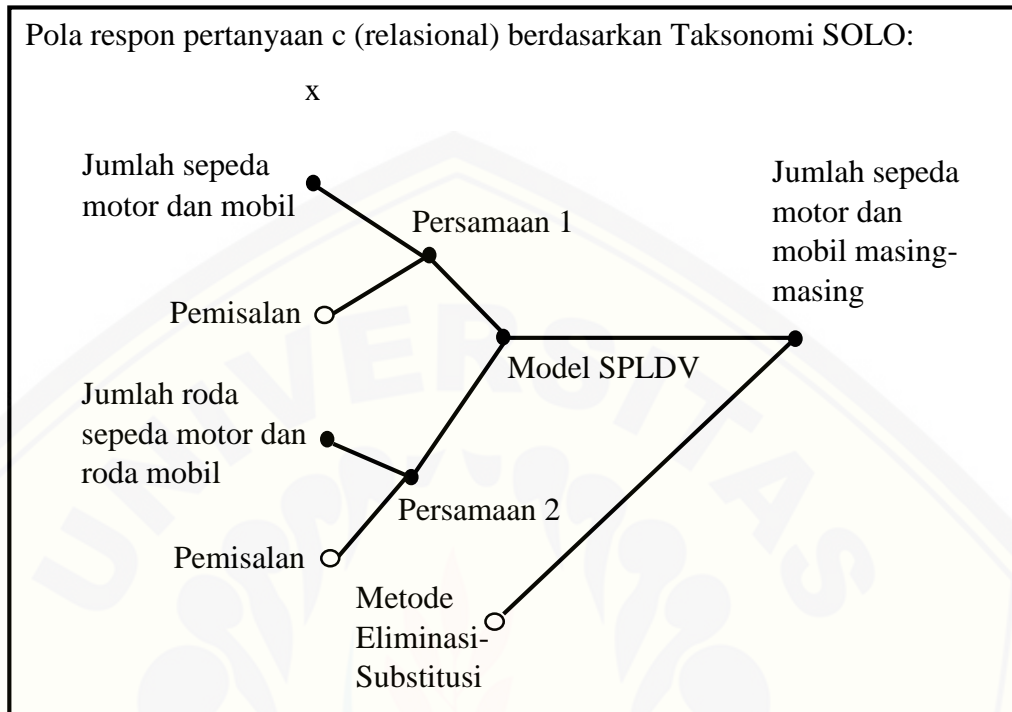 Pola respon pertanyaan c (relasional) berdasarkan Taksonomi SOLO:
x
Jumlah sepeda
motor dan mobil
Persamaan 1
Pemisalan
Jumlah sepeda
motor dan
mobil masing-
masing
Model SPLDV
Jumlah roda
sepeda motor dan
roda mobil
Persamaan 2
Pemisalan
Metode
Eliminasi-
Substitusi
UNIVERSITAS